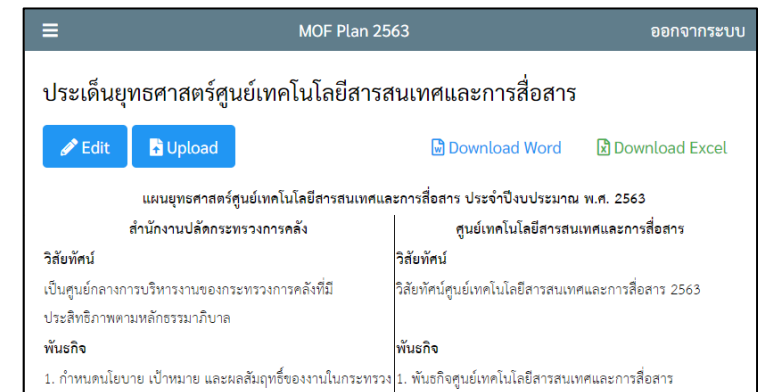 MOF Plan 2563 ออกจากระบบ
ประเด็นยุทธศาสตร์ศูนย์เทคโนโลยีสารสนเทศและการสื่อสาร
Edit Upload Download Word Download Excel
แผนยุทธศาสตร์ศูนย์เทคโนโลยีสารสนเทศและการสื่อสาร ประจำปีงบประมาณ พ.ศ. 2563
สำนักงานปลัดกระทรวงการคลัง ศูนย์เทคโนโลยีสารสนเทศและการสื่อสาร
วิสัยทัศน์ วิสัยทัศน์
เป็นศูนย์กลางการบริหารงานของกระทรวงการคลังที่มี วิสัยทัศน์ศูนย์เทคโนโลยีสารสนเทศและการสื่อสาร 2563
ประสิทธิภาพตามหลักธรรมาภิบาล
พันธกิจ พันธกิจ
1. กำหนดนโยบาย เป้าหมาย และผลสัมฤทธิ์ของงานในกระทรวง 1. พันธกิจศูนย์เทคโนโลยีสารสนเทศและการสื่อสาร